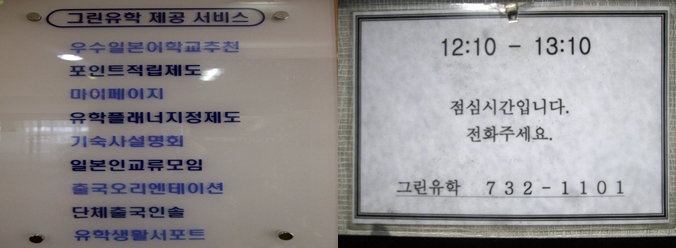 그린유학 제공 서비스
우수일본어학교추천
포인트적립제도
마이페이지
유학플래너지정제도
기숙사설명회
일본인교류모임
출국오리엔테이션
단체출국인솔
유학생활서포트
12:10 - 13:10
점심시간입니다.
전화주세요.
그린유학 732-1101